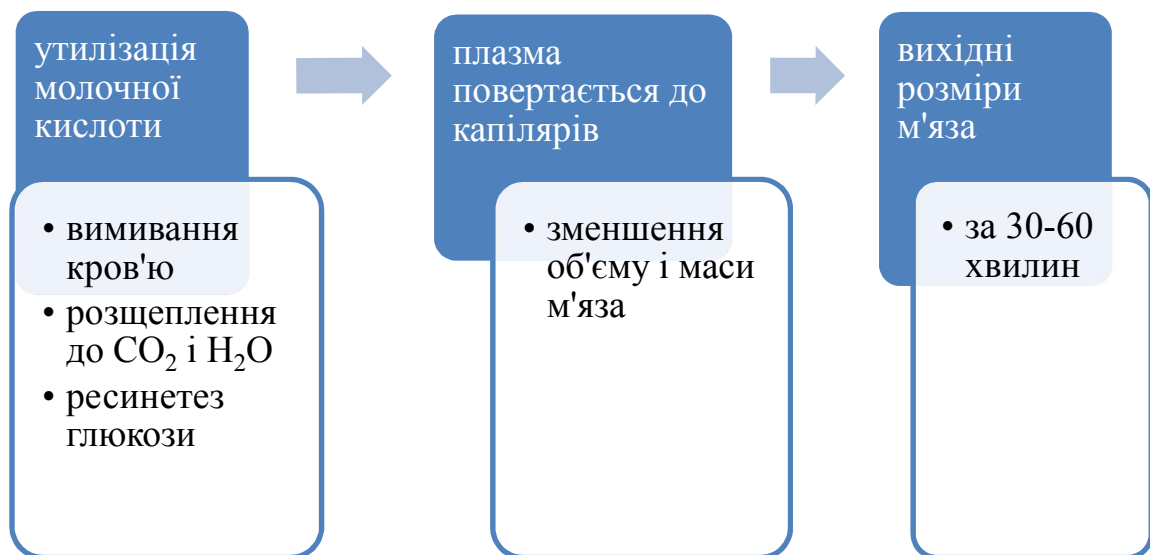 утилізація
молочної
кислоти
• вимивання
кров'ю
• розщеплення
до CO₂ і H₂O
• ресинетез
глюкози
плазма
повертається до
капілярів
• зменшення
об'єму і маси
м'яза
вихідні
розміри
м'яза
• за 30-60
хвилин